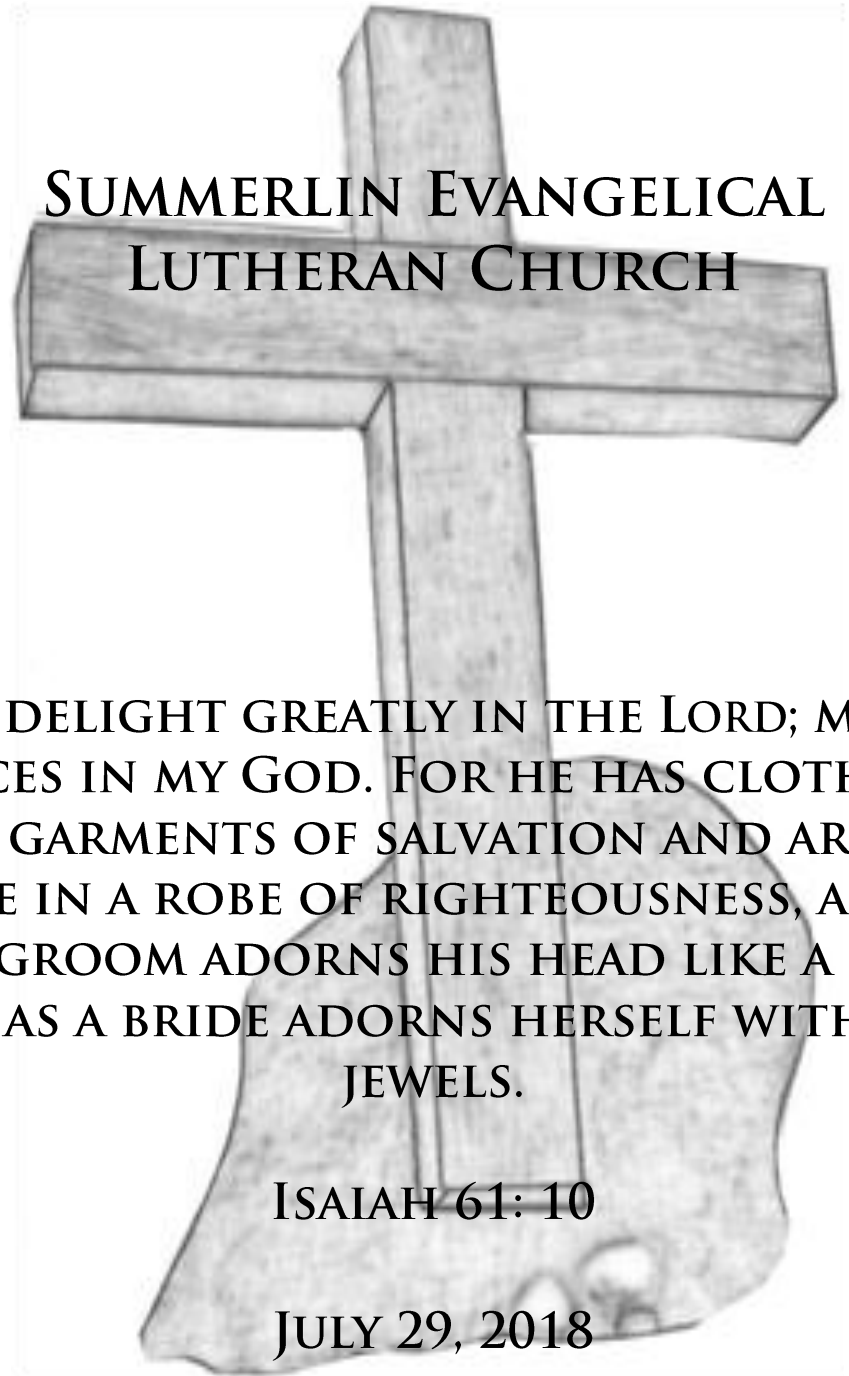 Summerlin Evangelical
Lutheran Church
delight greatly in the Lord; m
ces in my God. For he has cloth
garments of salvation and ar
e in a robe of righteousness, a
groom adorns his head like a
as a bride adorns herself with
jewels.
Isaiah 61: 10
July 29, 2018